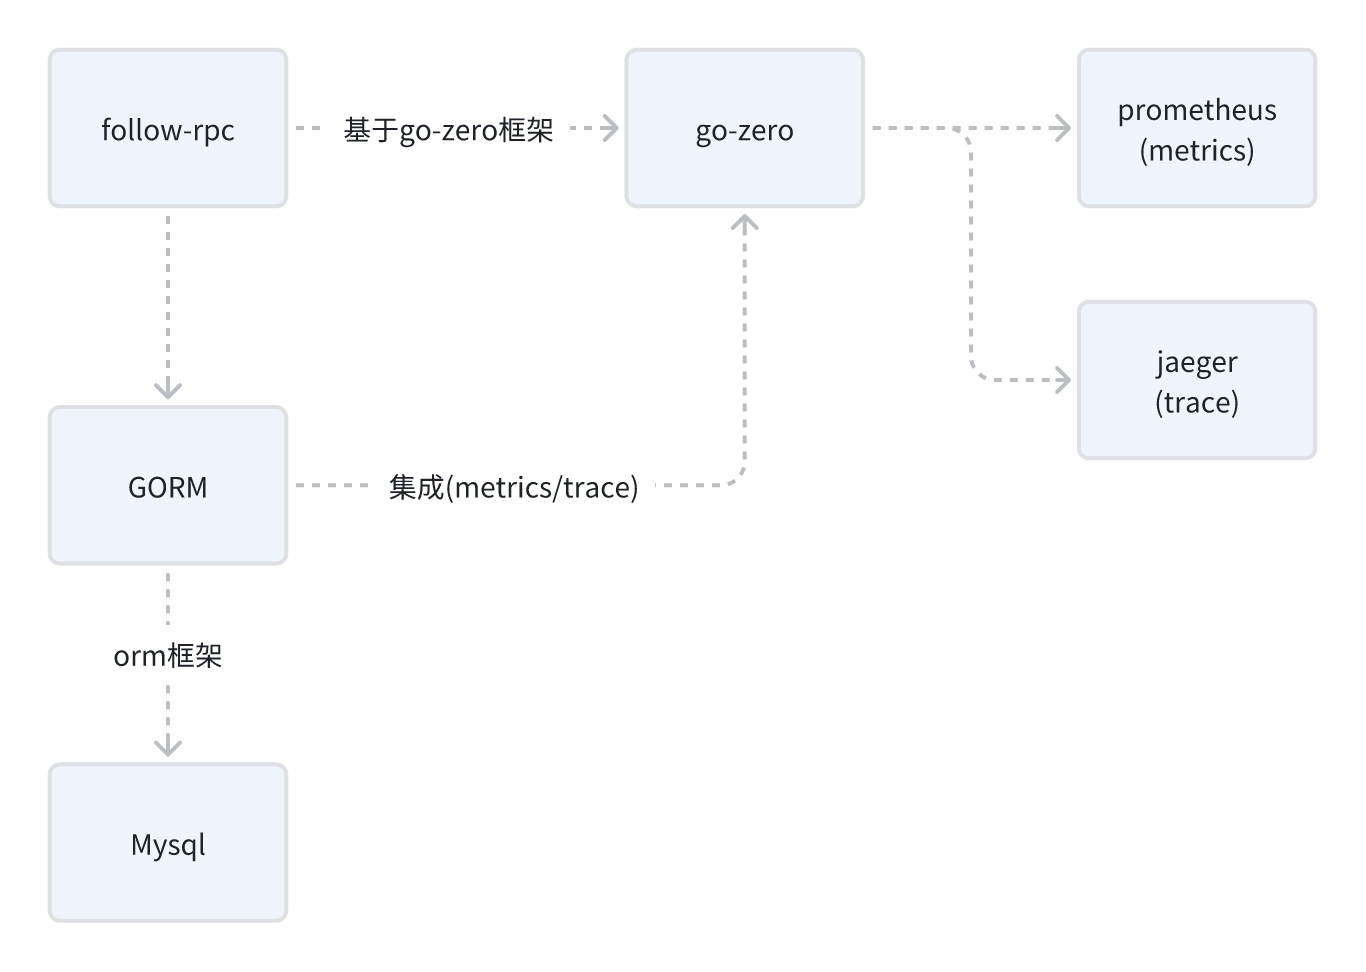 follow-rpc
基于go-zero框架
go-zero
prometheus
(metrics)
jaeger
(trace)
GORM
集成(metrics/trace)
orm框架
Mysql